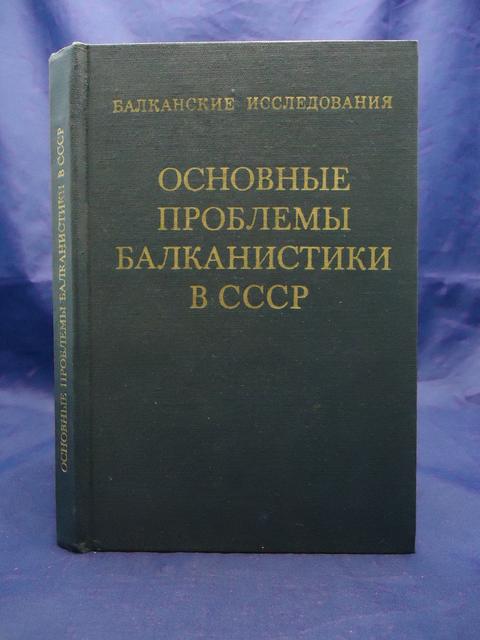 БАЛКАНСКИЕ ИССЛЕДОВАНИЯ
ОСНОВНЫЕ
ПРОБЛЕМЫ
БАЛКАНИСТИКИ
В СССР
ОСНОВНЫЕ ПРОБЛЕМЫ БАЛКАНИСТИКИ В СССР